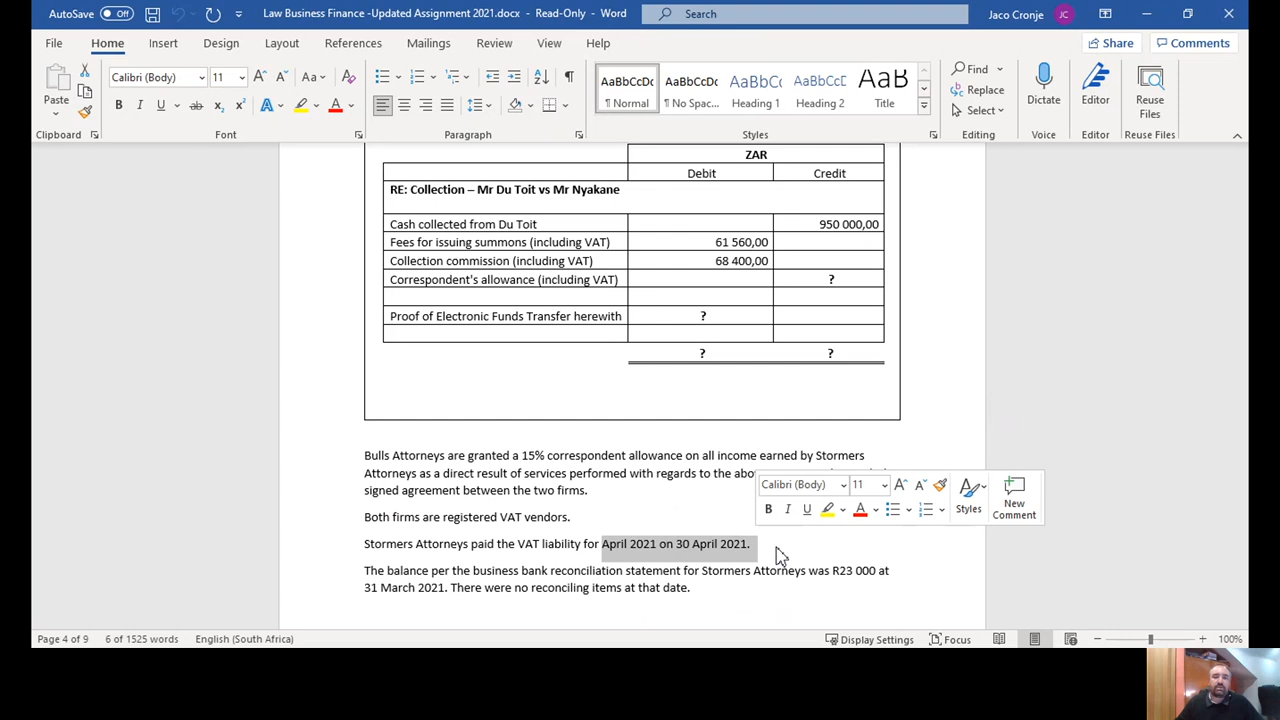 AutoSave Off Law Business Finance -Updated Assignment 2021.docx - Read-Only - Word Search Jaco Cronje JC
File Home Insert Design Layout References Mailings Review View Help Share Comments
Calibri (Body) 11 Aa AaBbCcDc AaBbCcDc AaBbCcD AaBbCcD AaB Find
Paste B I U ab x₂ x² A A ¶ Normal ¶ No Spac... Heading 1 Heading 2 Title Replace Select Dictate Editor Reuse Files
Clipboard Font Paragraph Styles Editing Voice Editor Reuse Files
ZAR
Debit Credit
RE: Collection – Mr Du Toit vs Mr Nyakane
Cash collected from Du Toit 950 000,00
Fees for issuing summons (including VAT) 61 560,00
Collection commission (including VAT) 68 400,00
Correspondent's allowance (including VAT) ?
Proof of Electronic Funds Transfer herewith ?
? ?
Bulls Attorneys are granted a 15% correspondent allowance on all income earned by Stormers
Attorneys as a direct result of services performed with regards to the
signed agreement between the two firms.
Calibri (Body) 11
B I U A Styles New Comment
Both firms are registered VAT vendors.
Stormers Attorneys paid the VAT liability for April 2021 on 30 April 2021.
The balance per the business bank reconciliation statement for Stormers Attorneys was R23 000 at
31 March 2021. There were no reconciling items at that date.
Page 4 of 9 6 of 1525 words English (South Africa) Display Settings Focus 100%